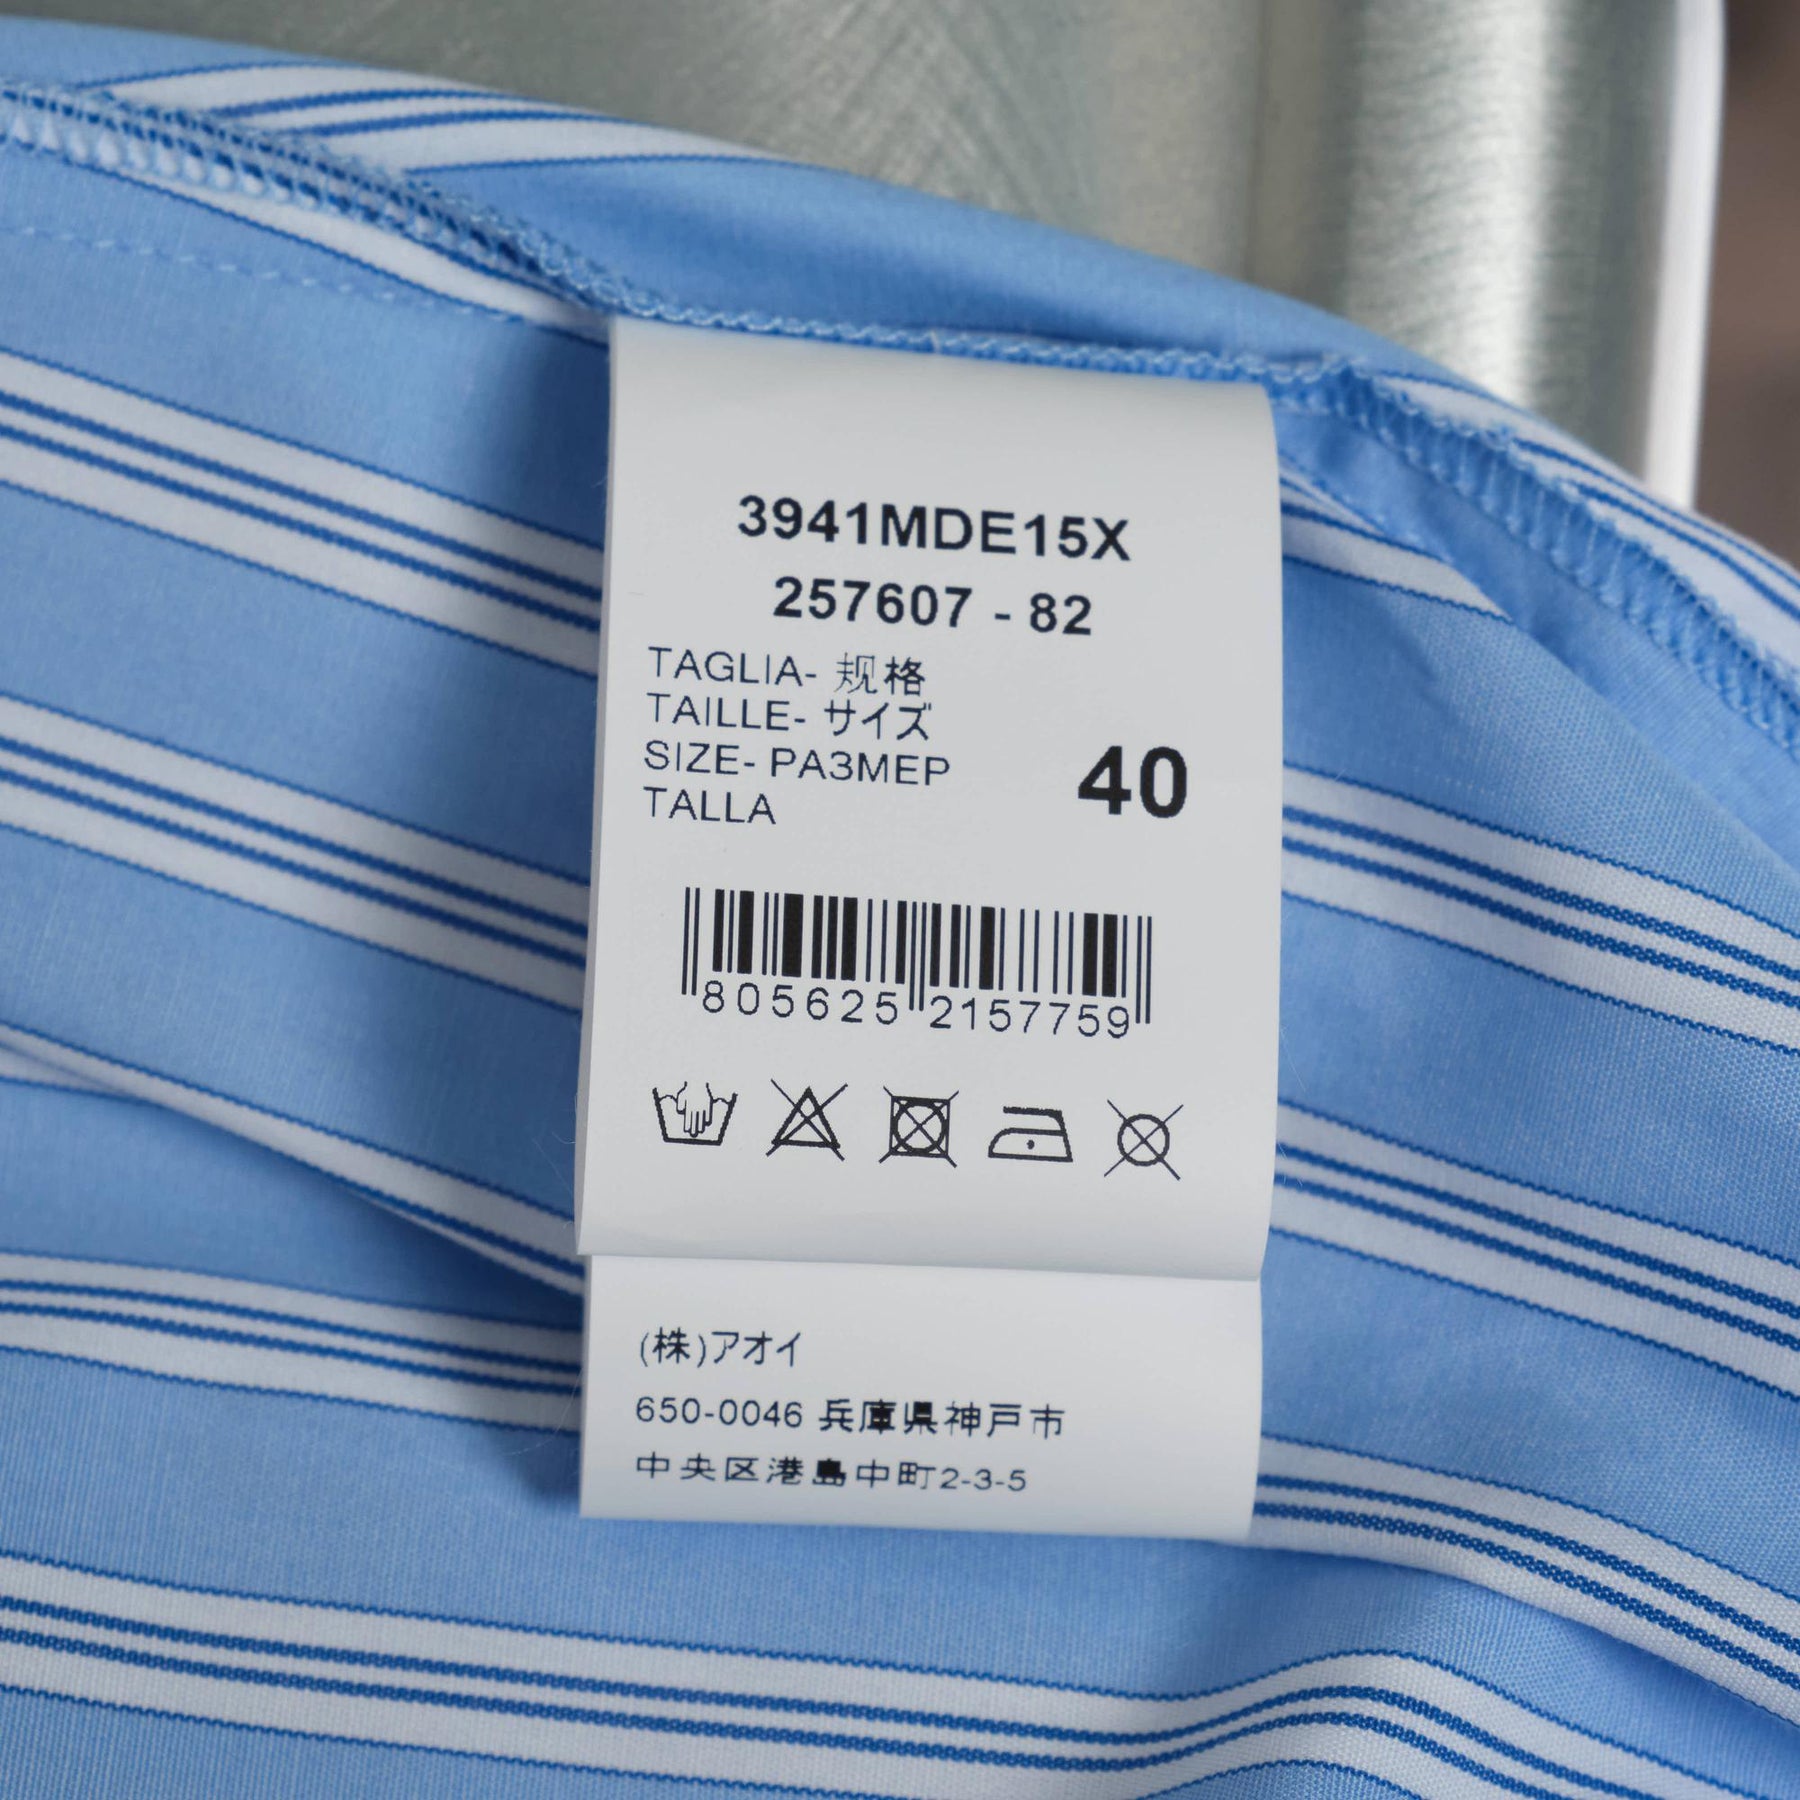 3941MDE15X
257607 - 82
TAGLIA- 规格
TAILLE- サイズ
SIZE- РАЗМЕР
TALLA
40
805625 2157759
(株)アオイ
650-0046 兵庫県神戸市
中央区港島中町2-3-5